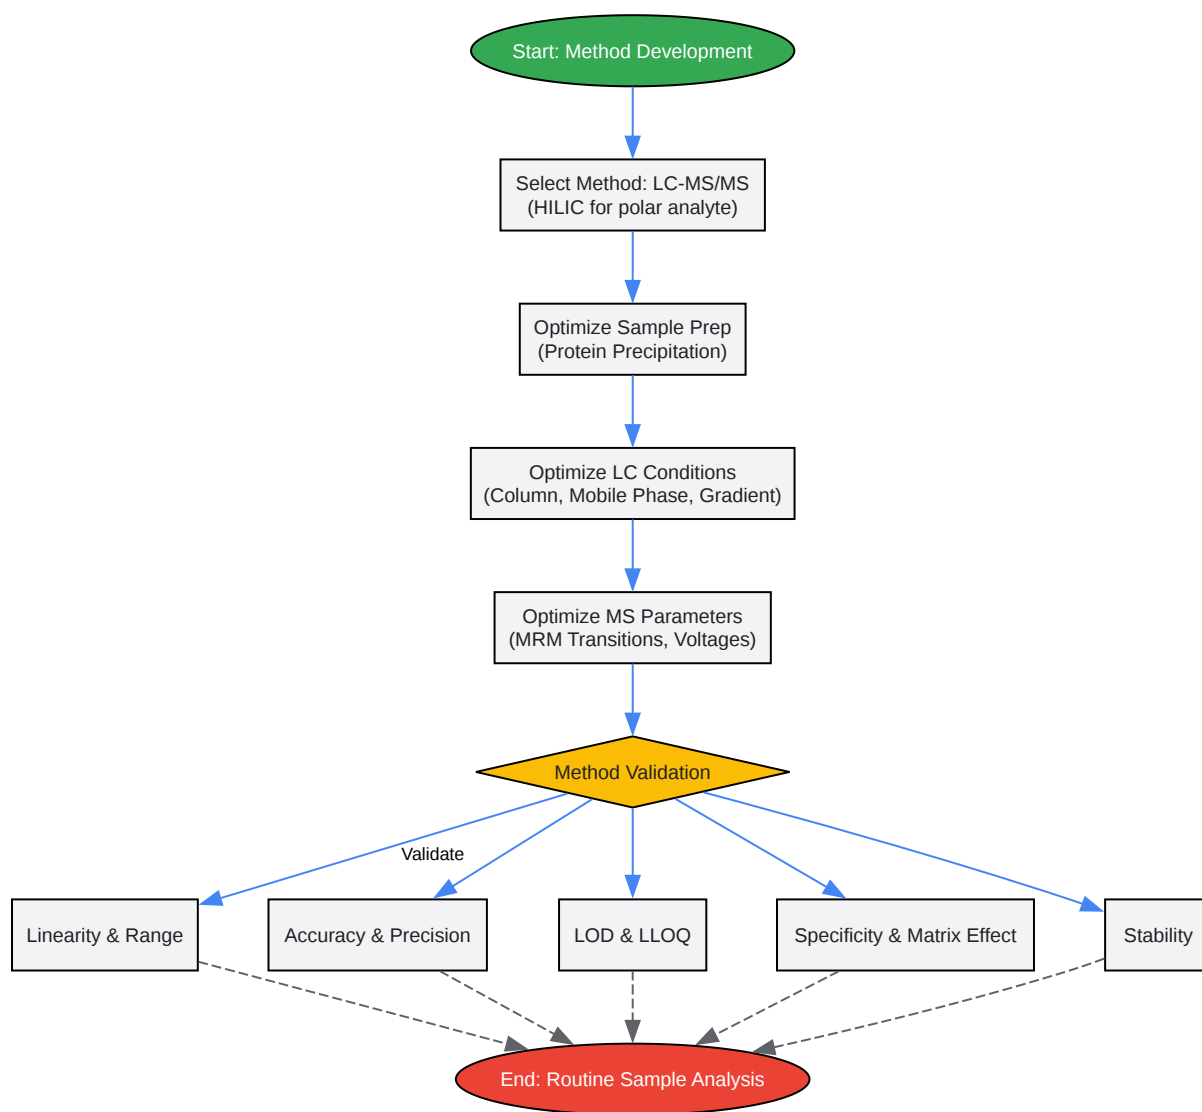 Start: Method Development
Select Method: LC-MS/MS
(HILIC for polar analyte)
Optimize Sample Prep
(Protein Precipitation)
Optimize LC Conditions
(Column, Mobile Phase, Gradient)
Optimize MS Parameters
(MRM Transitions, Voltages)
Method Validation
Validate
Linearity & Range
Accuracy & Precision
LOD & LLOQ
Specificity & Matrix Effect
Stability
End: Routine Sample Analysis